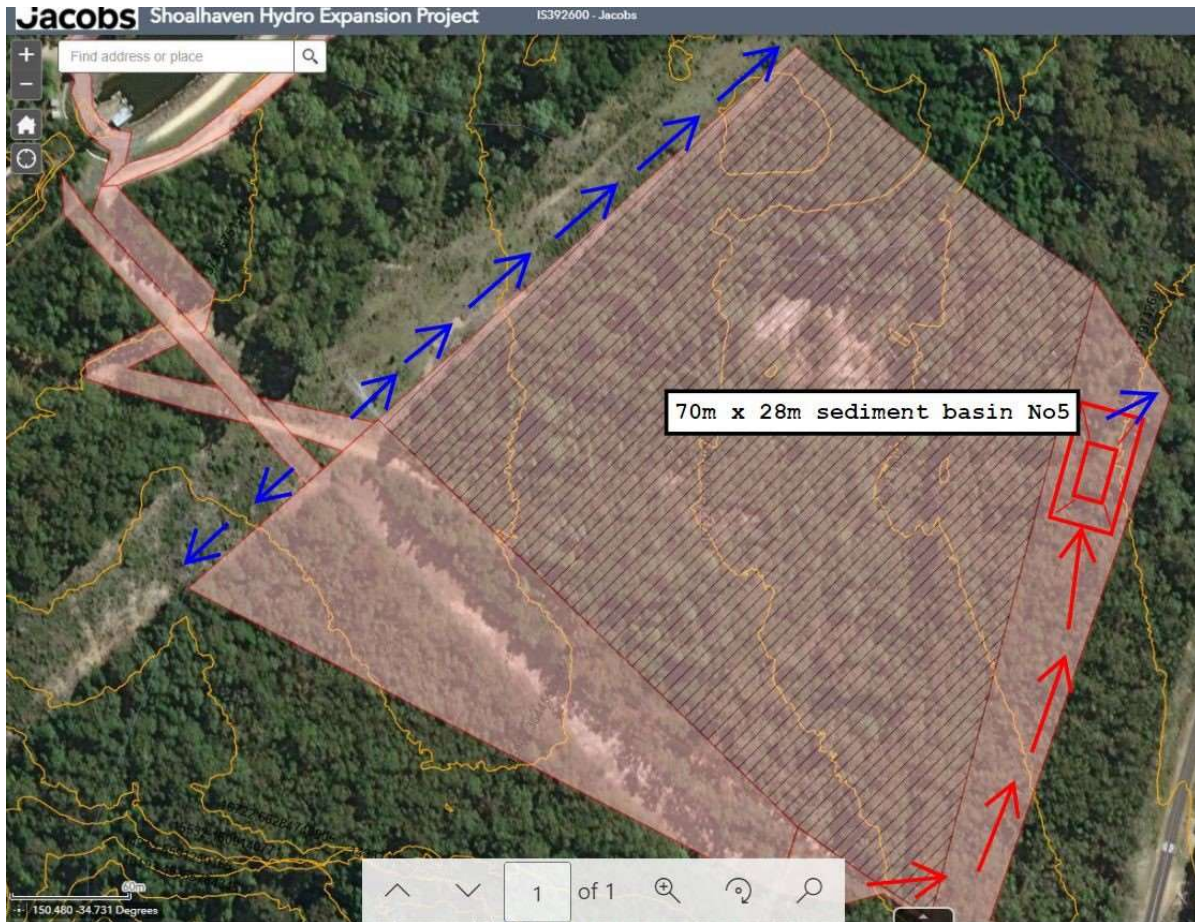 Jacobs Shoalhaven Hydro Expansion Project IS392600 - Jacobs
+
Find address or place
−
70m x 28m sediment basin No5
60m
150.480 -34.731 Degrees
1 of 1